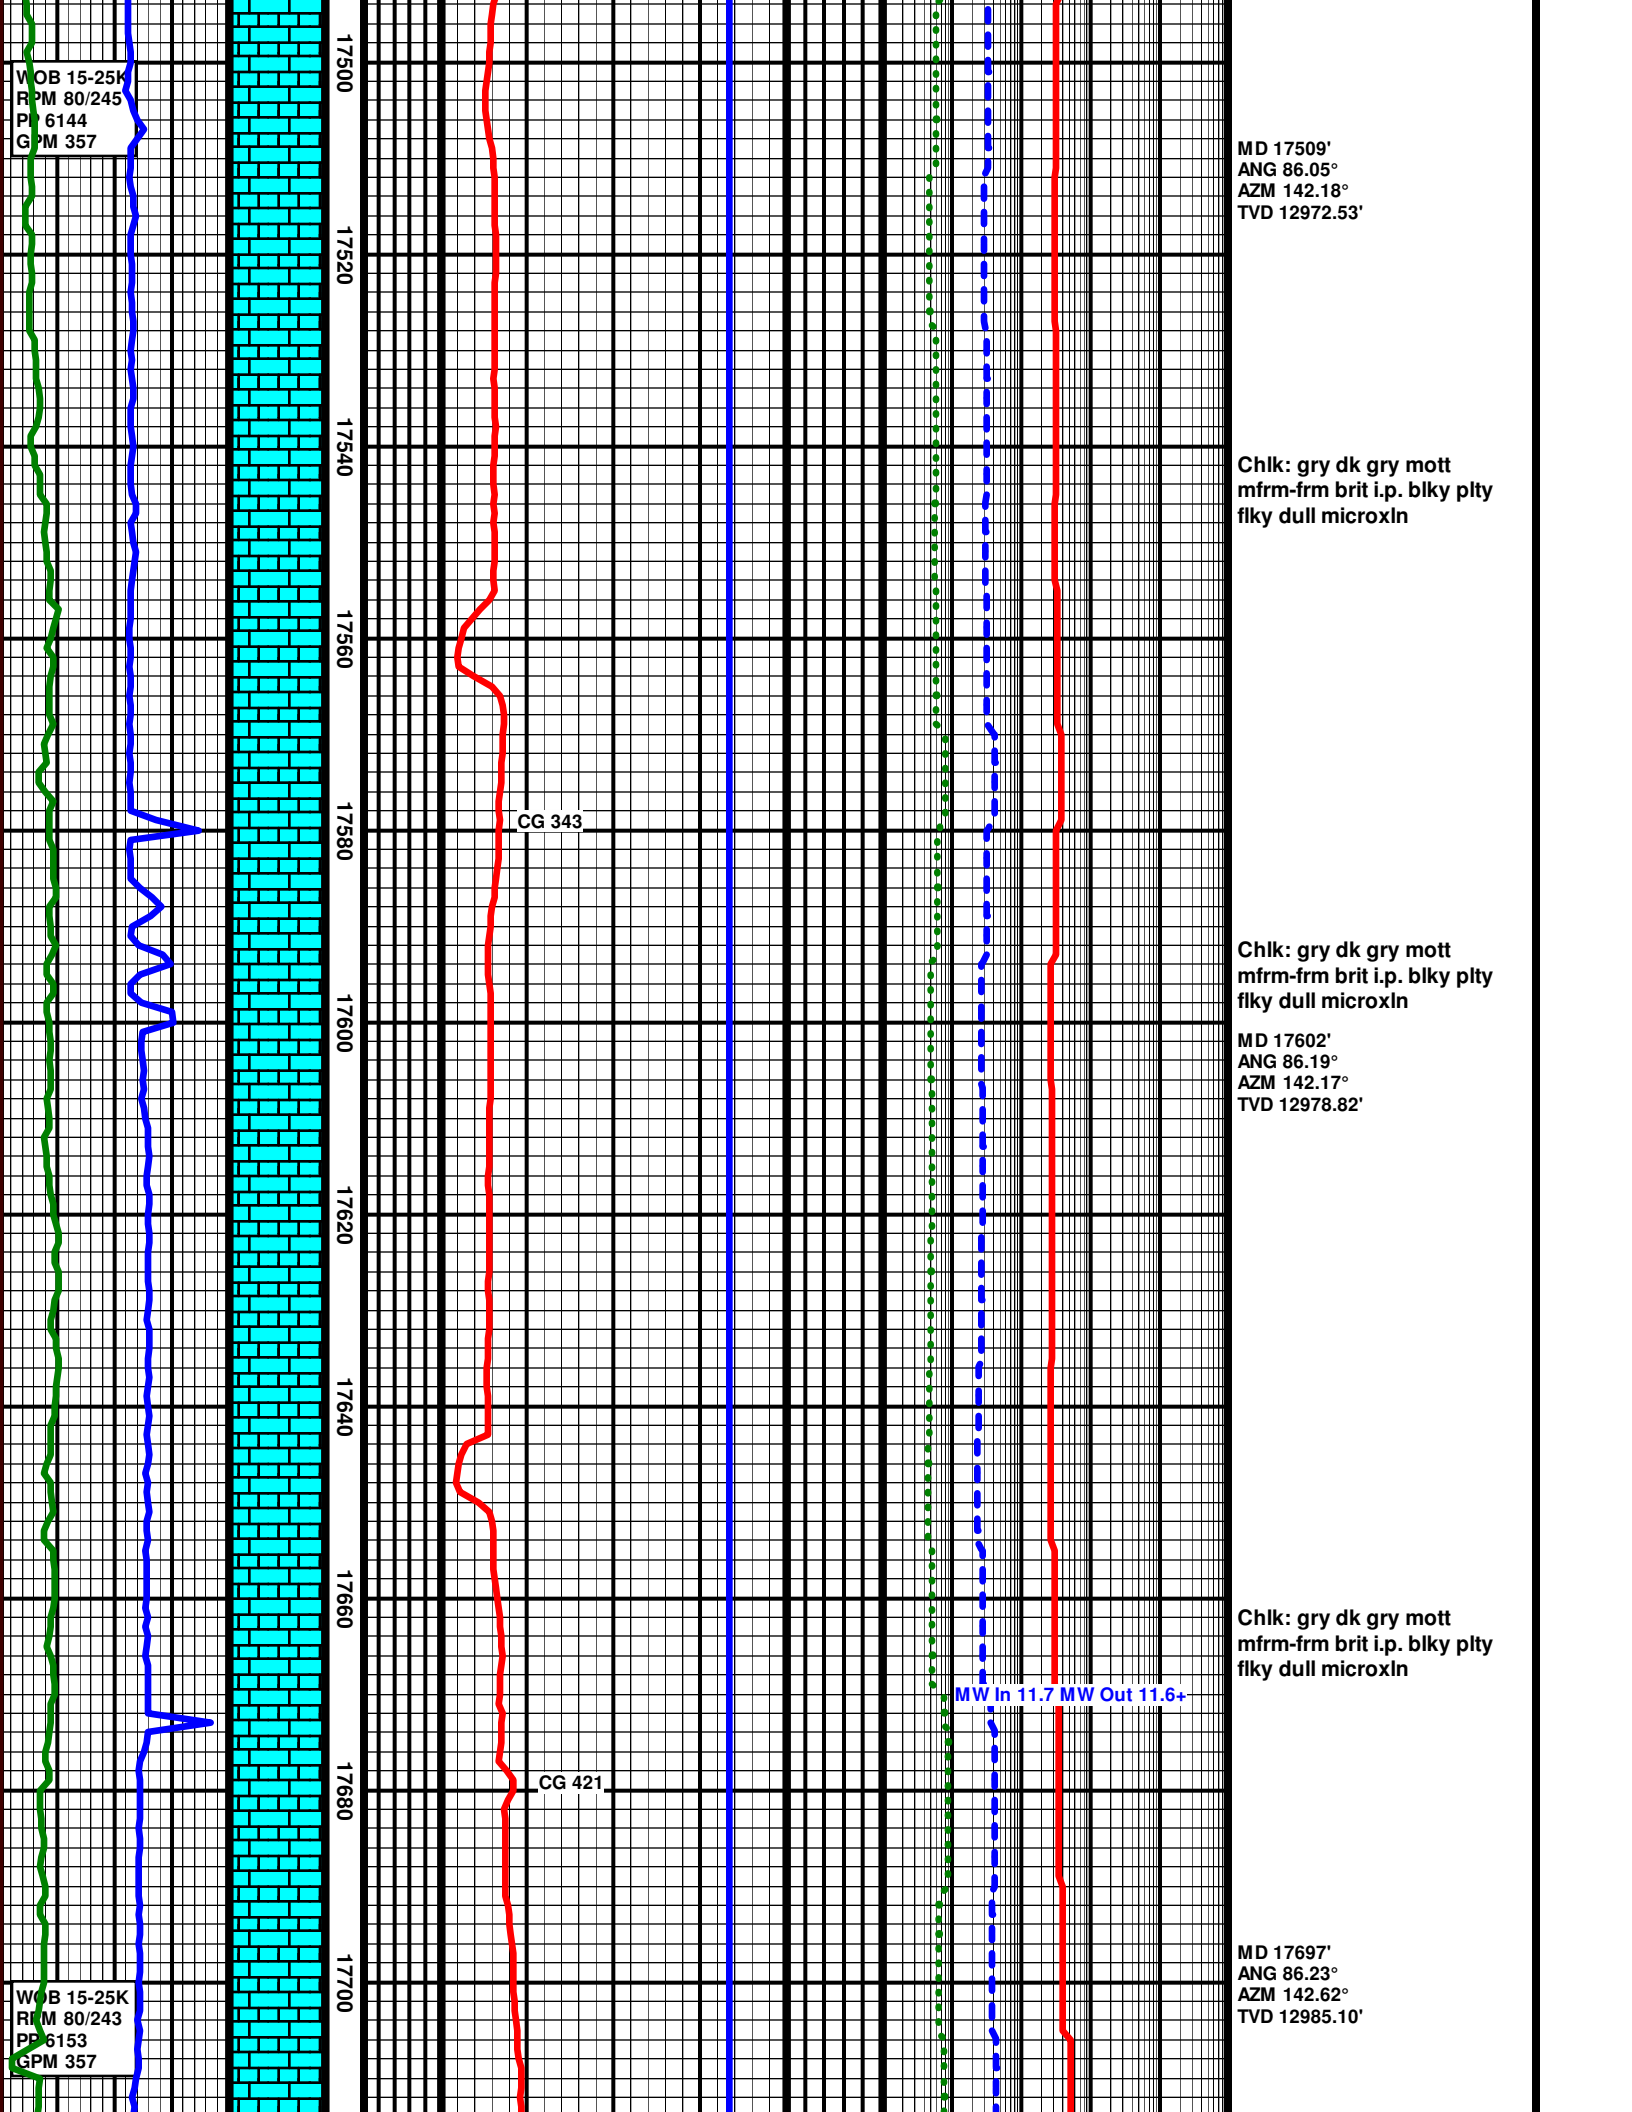 17500
WOB 15-25K
RPM 80/245
PP 6144
GPM 357
MD 17509'
ANG 86.05°
AZM 142.18°
TVD 12972.53'
17520
17540
Chlk: gry dk gry mott
mfrm-frm brit i.p. blky plty
flky dull microxln
17560
CG 343
17580
Chlk: gry dk gry mott
mfrm-frm brit i.p. blky plty
flky dull microxln
17600
MD 17602'
ANG 86.19°
AZM 142.17°
TVD 12978.82'
17620
17640
17660
Chlk: gry dk gry mott
mfrm-frm brit i.p. blky plty
flky dull microxln
MW In 11.7 MW Out 11.6+
CG 421
17680
MD 17697'
ANG 86.23°
AZM 142.62°
TVD 12985.10'
17700
WOB 15-25K
RPM 80/243
PP 6153
GPM 357